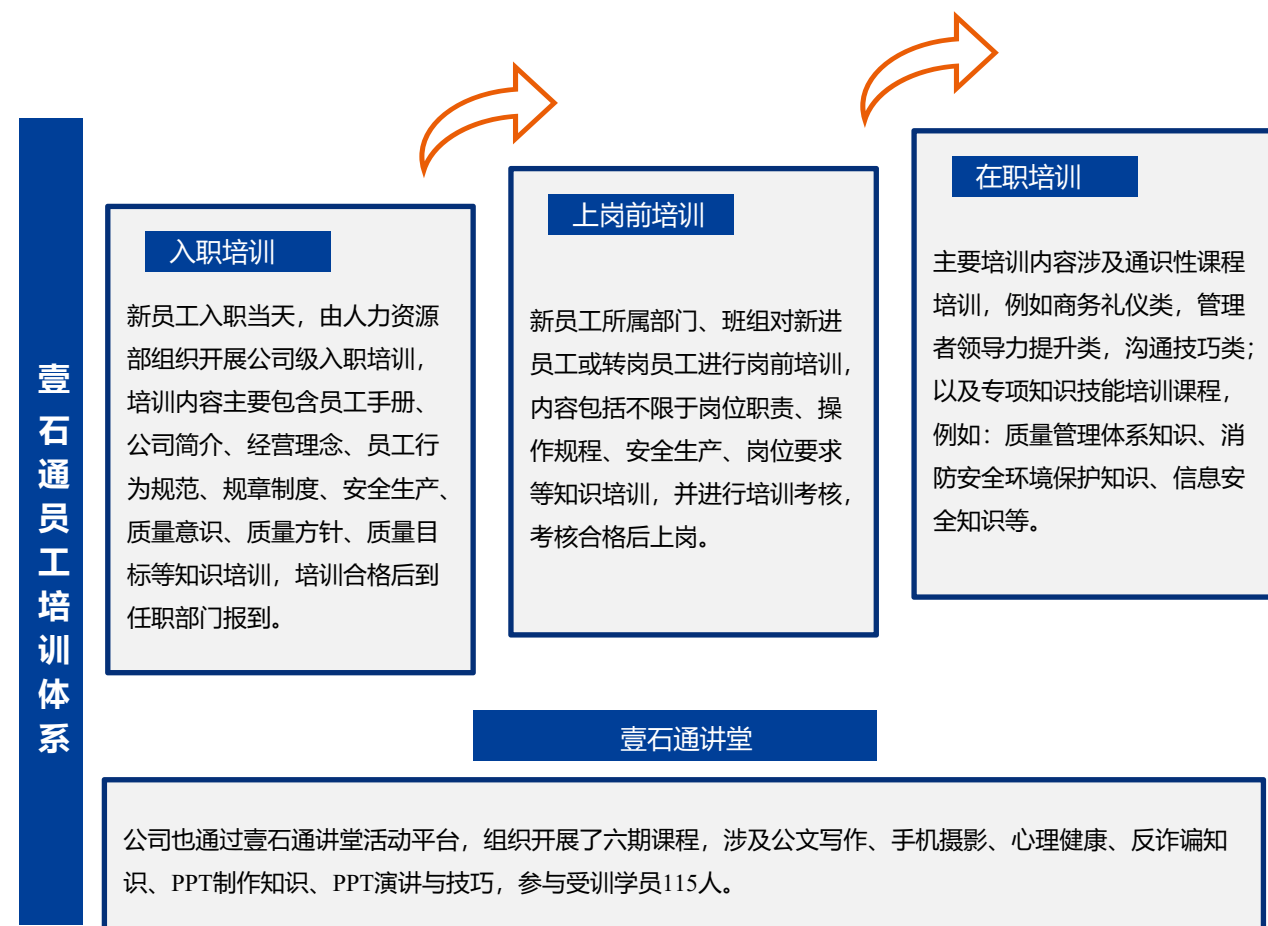 壹石通员工培训体系
入职培训
新员工入职当天，由人力资源
部组织开展公司级入职培训，
培训内容主要包含员工手册、
公司简介、经营理念、员工行
为规范、规章制度、安全生产、
质量意识、质量方针、质量目
标等知识培训，培训合格后到
任职部门报到。
上岗前培训
新员工所属部门、班组对新进
员工或转岗员工进行岗前培训，
内容包括不限于岗位职责、操
作规程、安全生产、岗位要求
等知识培训，并进行培训考核，
考核合格后上岗。
在职培训
主要培训内容涉及通识性课程
培训，例如商务礼仪类，管理
者领导力提升类，沟通技巧类；
以及专项知识技能培训课程，
例如：质量管理体系知识、消
防安全环境保护知识、信息安
全知识等。
壹石通讲堂
公司也通过壹石通讲堂活动平台，组织开展了六期课程，涉及公文写作、手机摄影、心理健康、反诈谝知
识、PPT制作知识、PPT演讲与技巧，参与受训学员115人。